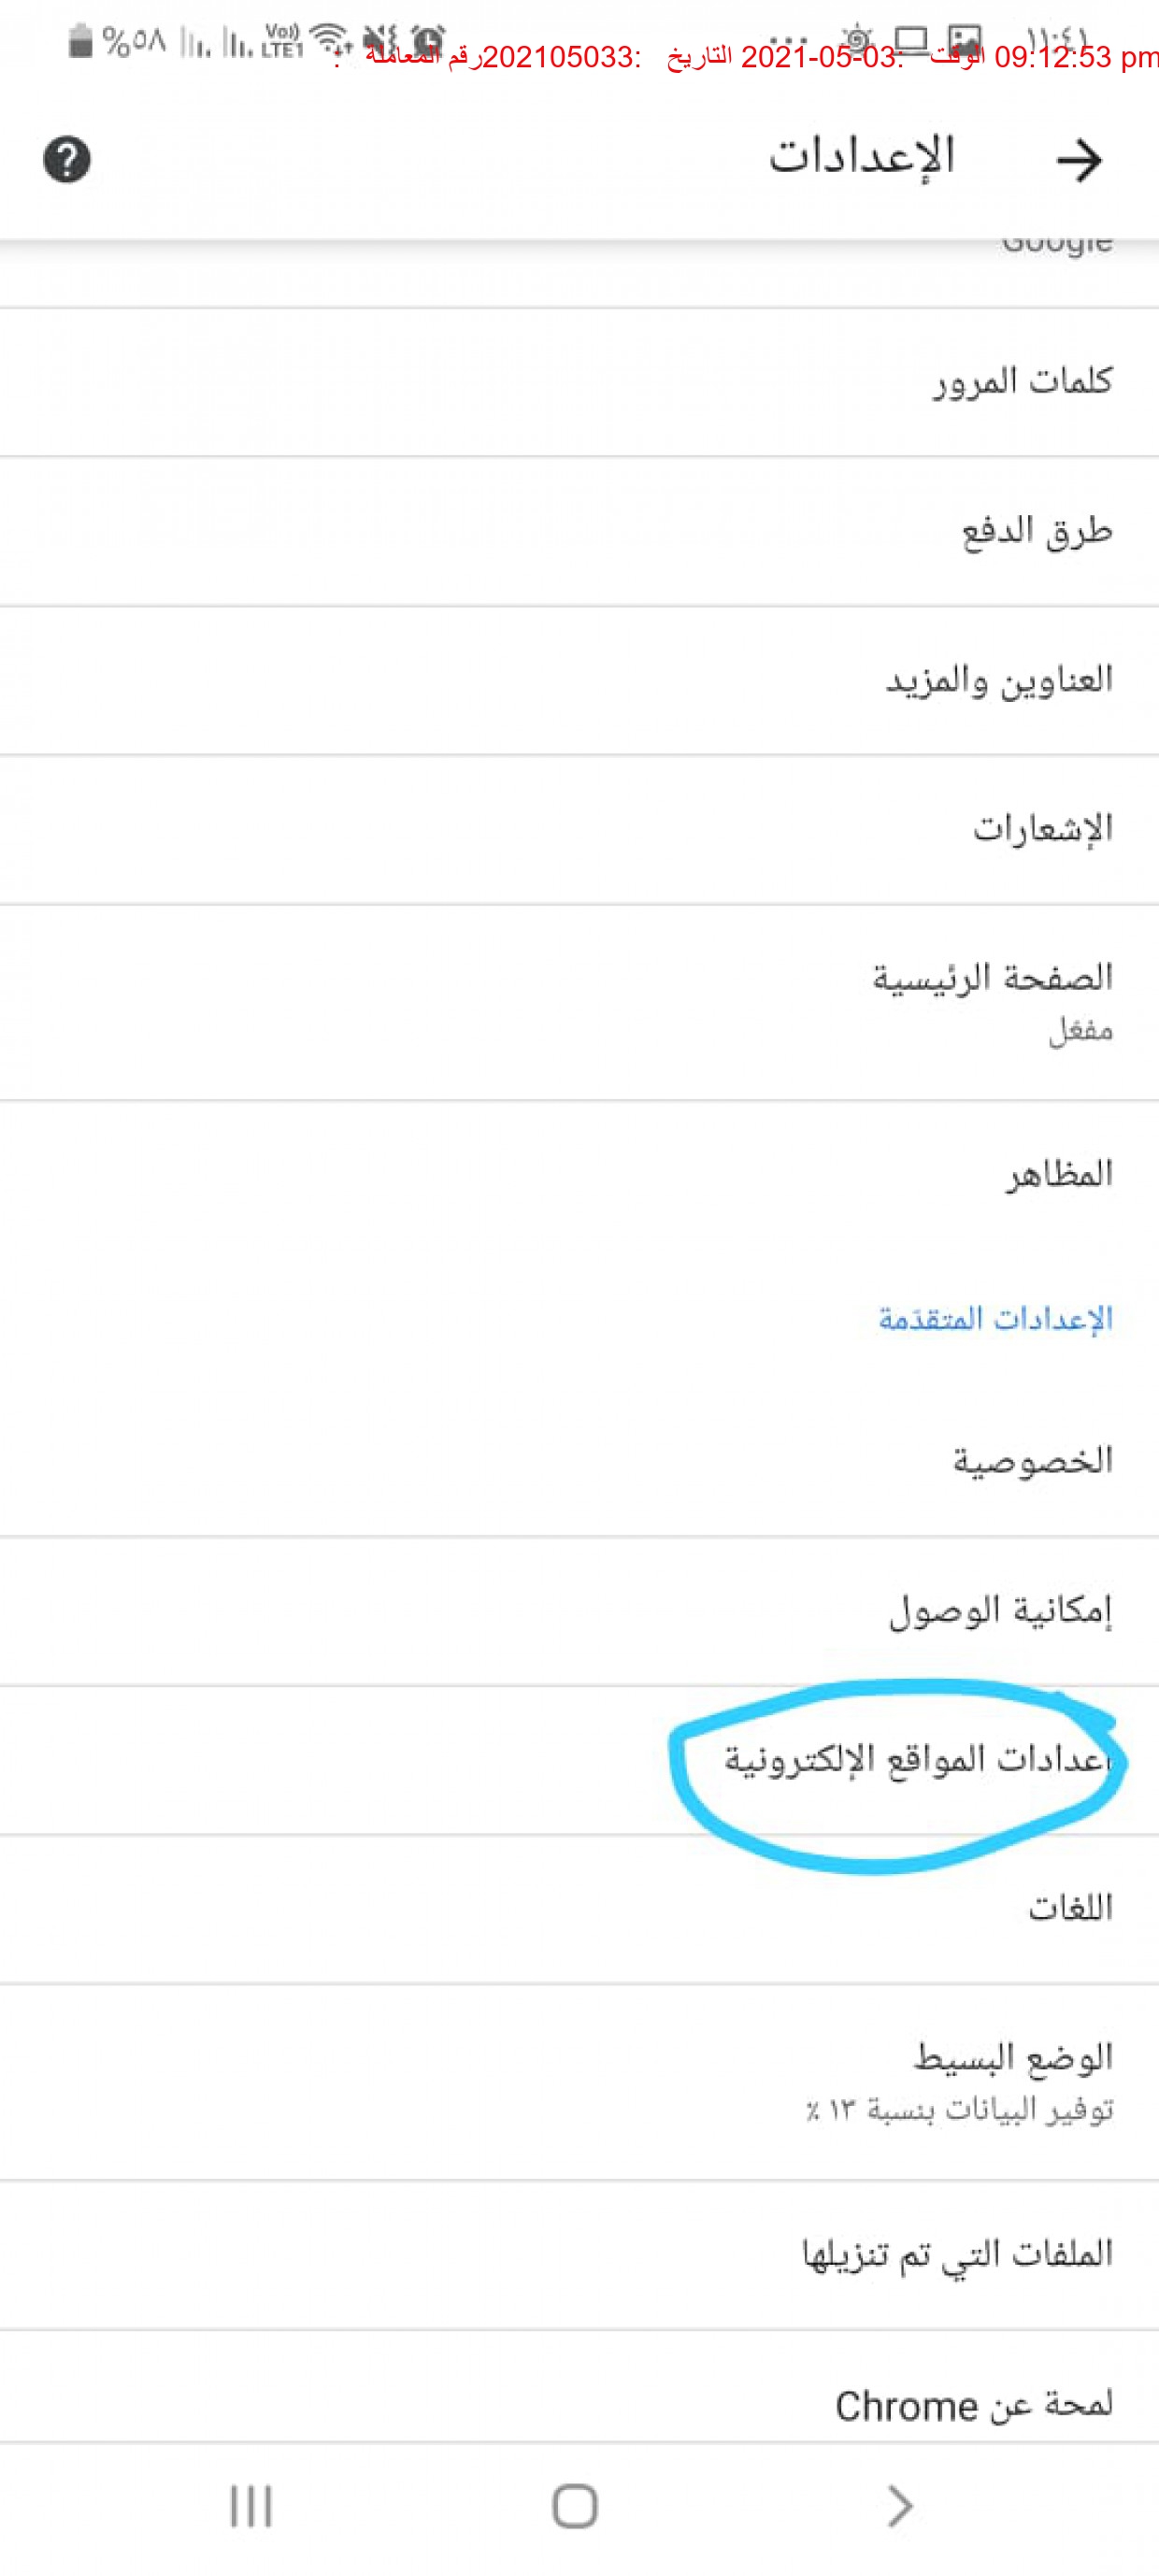 ١١:٤١ Vo)) LTE1 %٥٨
رقم المعاملة : 202105033: التاريخ 2021-05-03: الوقت 09:12:53 pm
الإعدادات
Google
كلمات المرور
طرق الدفع
العناوين والمزيد
الإشعارات
الصفحة الرئيسية
مفعّل
المظاهر
الإعدادات المتقدّمة
الخصوصية
إمكانية الوصول
إعدادات المواقع الإلكترونية
اللغات
الوضع البسيط
توفير البيانات بنسبة ١٣ ٪
الملفات التي تم تنزيلها
لمحة عن Chrome